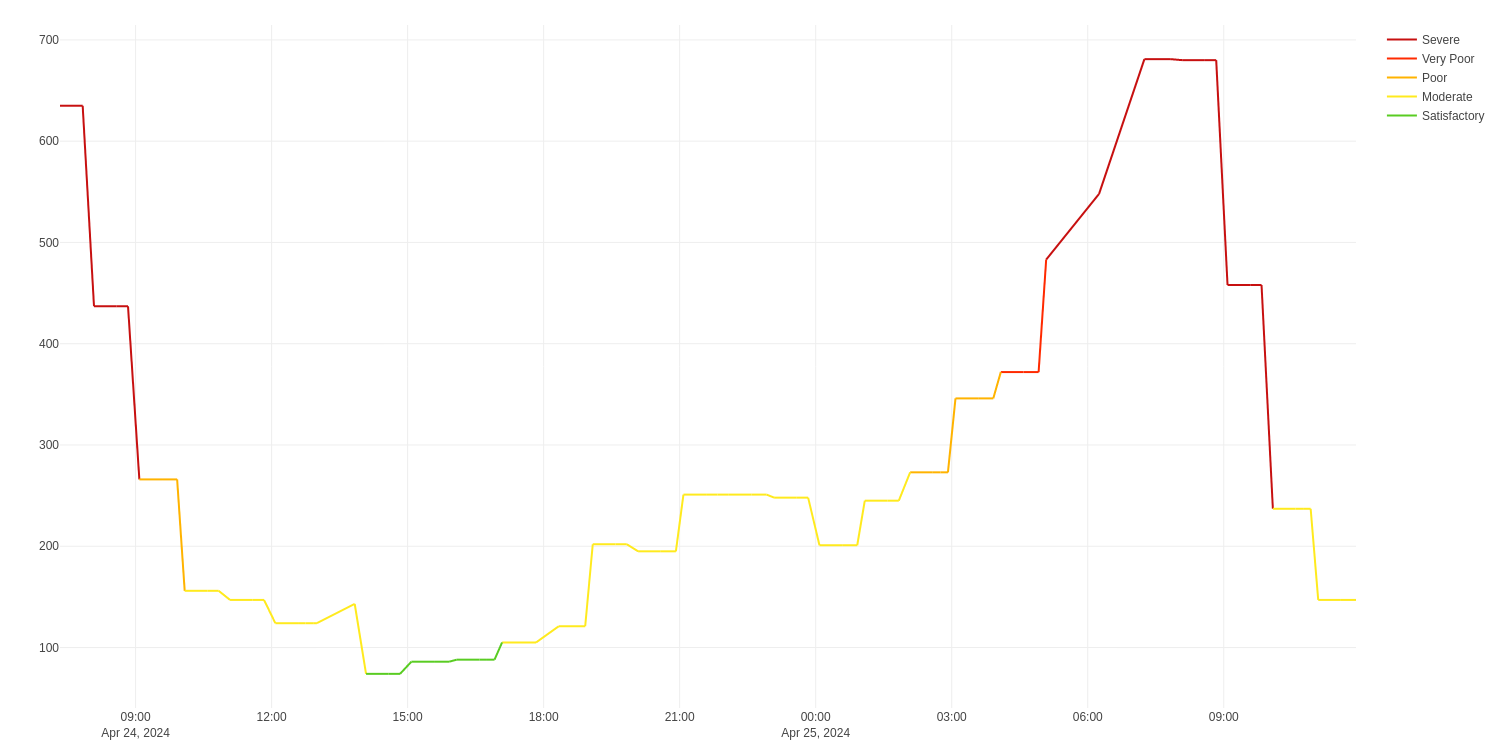 700
600
500
400
300
200
100
09:00
Apr 24, 2024
12:00
15:00
18:00
21:00
00:00
Apr 25, 2024
03:00
06:00
09:00
Severe
Very Poor
Poor
Moderate
Satisfactory